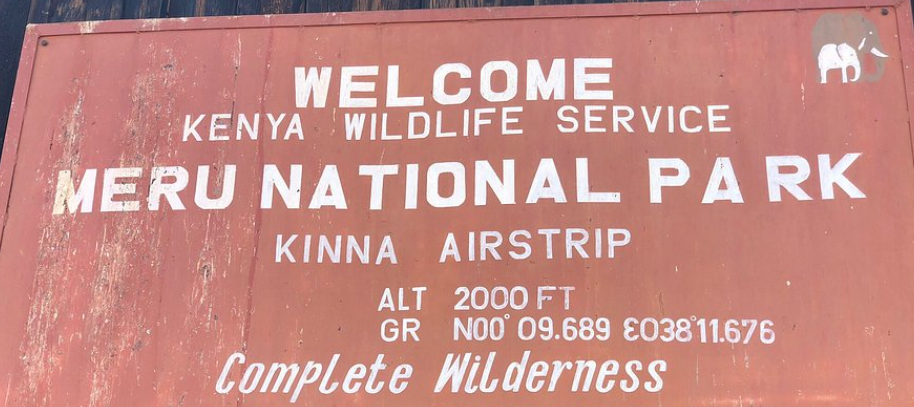 WELCOME
KENYA WILDLIFE SERVICE
MERU NATIONAL PARK
KINNA AIRSTRIP
ALT 2000 FT
GR N00° 09.689 E038°11.676
Complete Wilderness